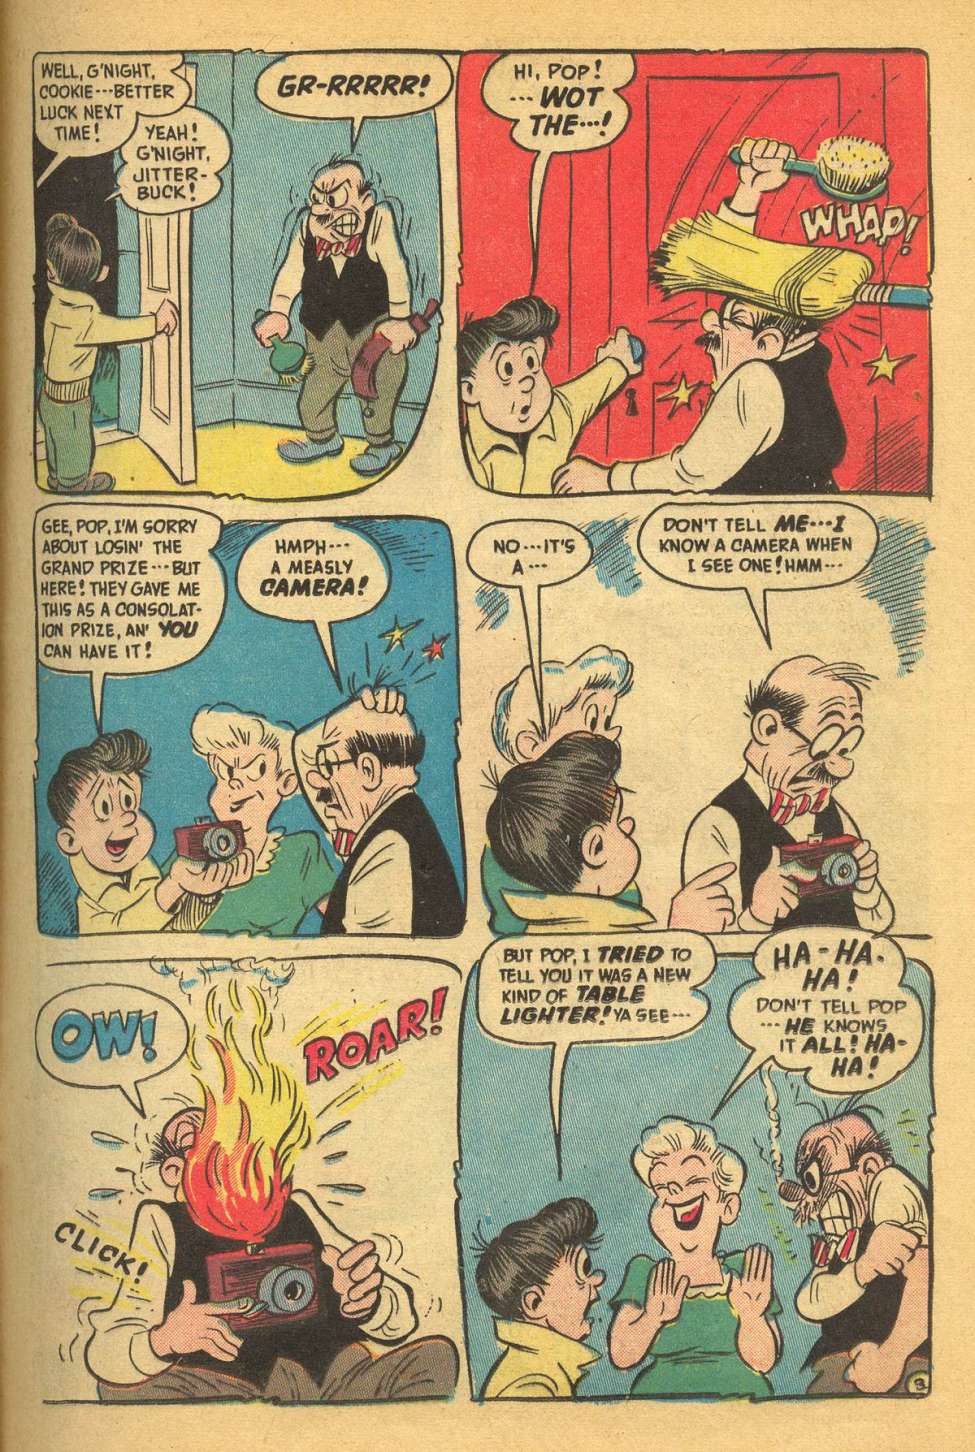 WELL, G'NIGHT,
COOKIE---BETTER
LUCK NEXT
TIME!
YEAH!
G'NIGHT,
JITTER-
BUCK!
GR-RRRRR!
HI, POP!
--- WOT
THE---!
WHAP!
GEE, POP, I'M SORRY
ABOUT LOSIN' THE
GRAND PRIZE---BUT
HERE! THEY GAVE ME
THIS AS A CONSOLAT-
ION PRIZE, AN' YOU
CAN HAVE IT!
HMPH---
A MEASLY
CAMERA!
NO---IT'S
A---
DON'T TELL ME---I
KNOW A CAMERA WHEN
I SEE ONE! HMM---
OW!
ROAR!
CLICK!
BUT POP, I TRIED TO
TELL YOU IT WAS A NEW
KIND OF TABLE
LIGHTER! YA SEE---
HA-HA-
HA!
DON'T TELL POP
---HE KNOWS
IT ALL! HA-
HA!
3